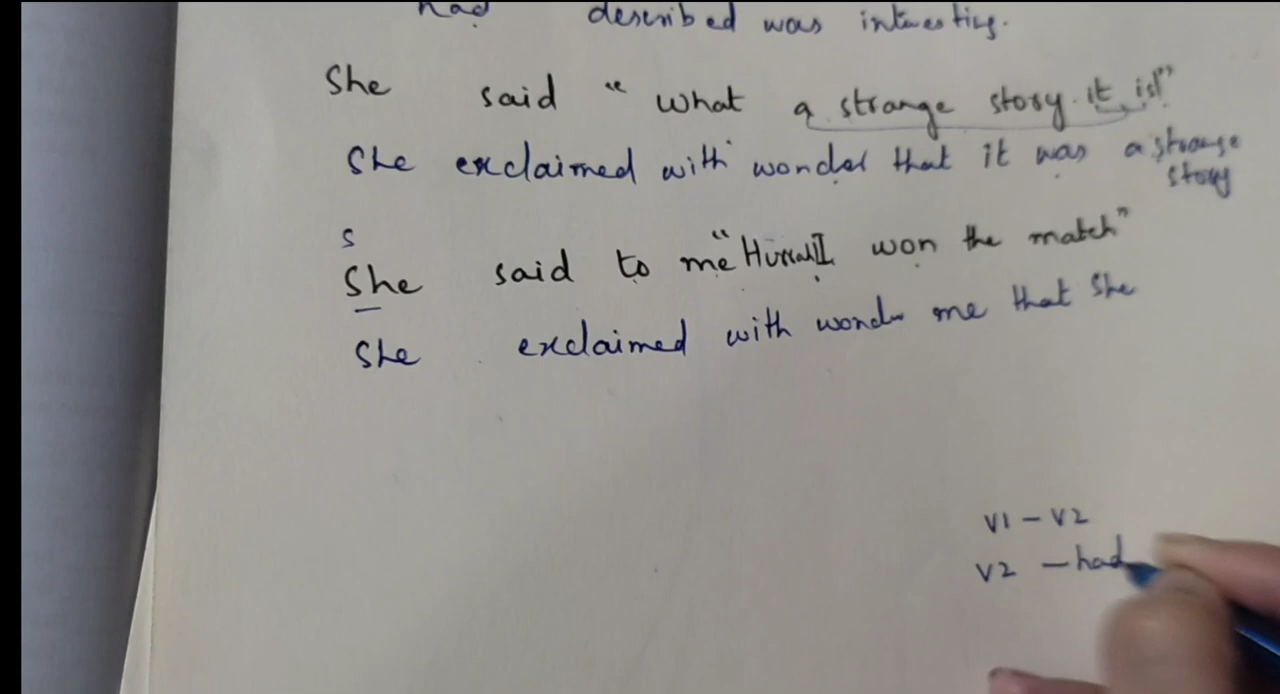 had described was interesting.
She said “ what a strange story it is!”
She exclaimed with wonder that it was a strange
story
S
She said to me “Hurrah I won the match”
She exclaimed with wonder me that She
V1 – V2
V2 – had